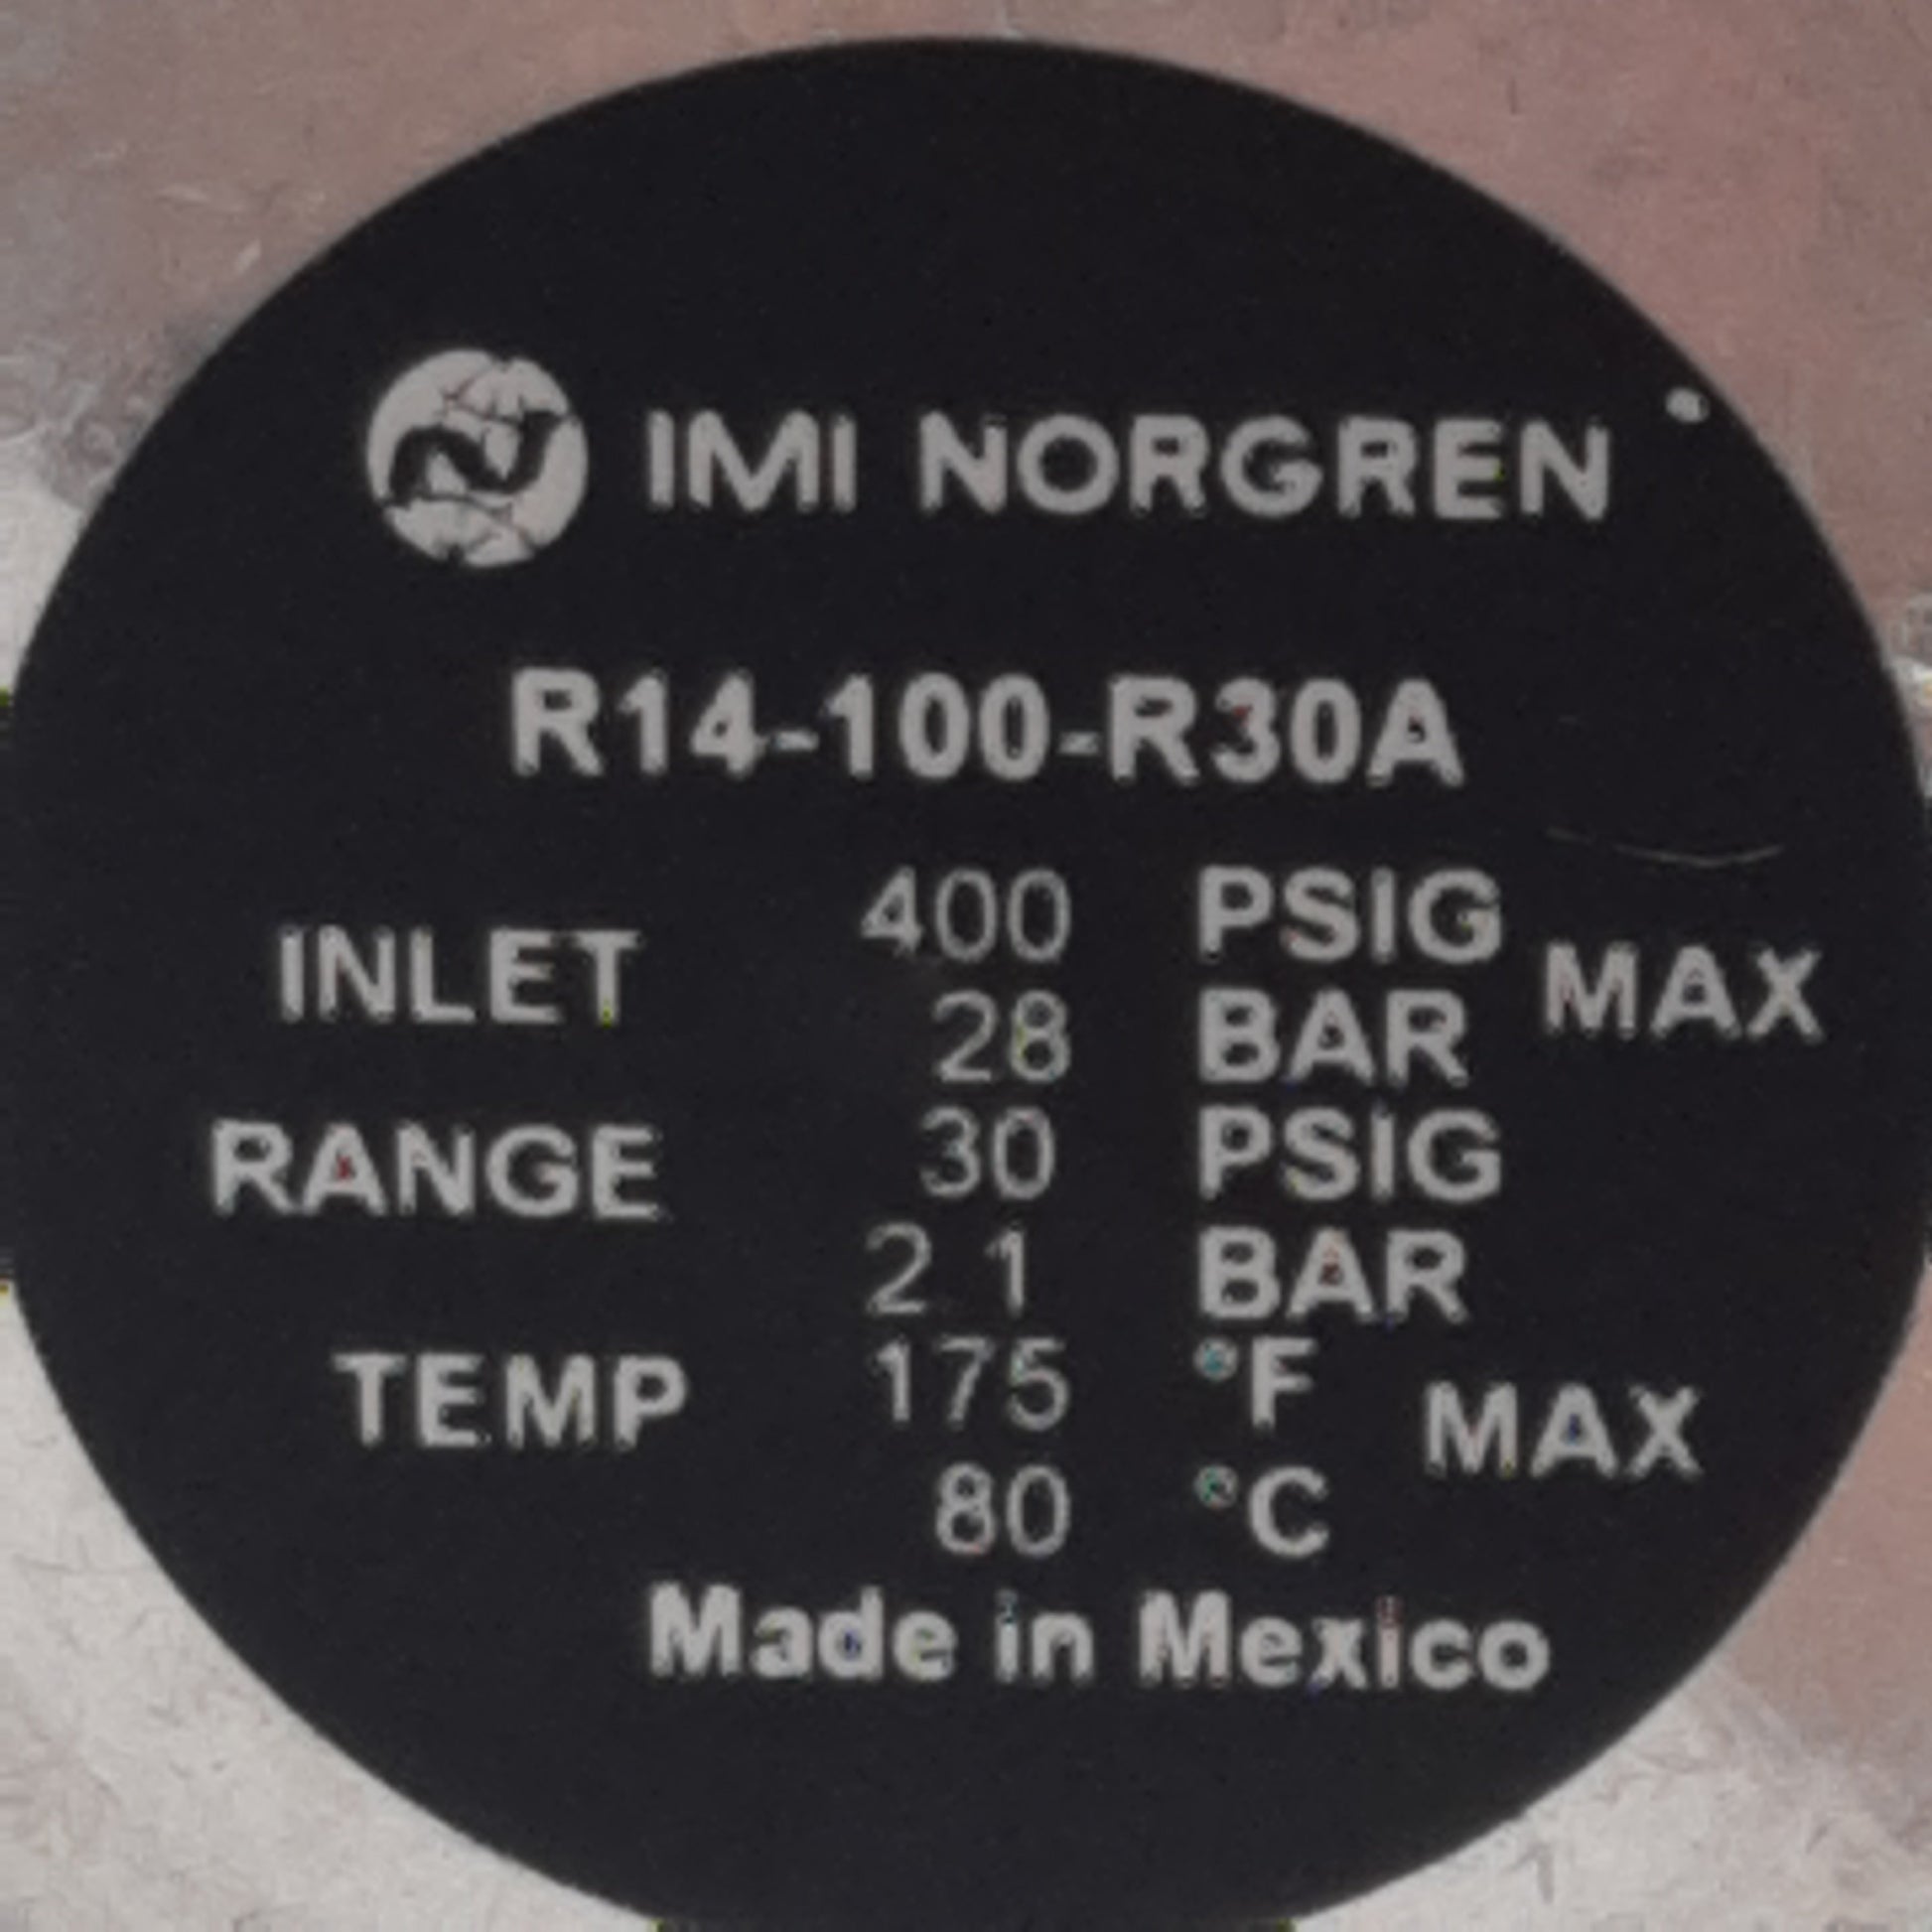 IMI NORGREN
R14-100-R30A
INLET 400 PSIG MAX
28 BAR
RANGE 30 PSIG
2 1 BAR
TEMP 175 °F MAX
80 °C
Made in Mexico